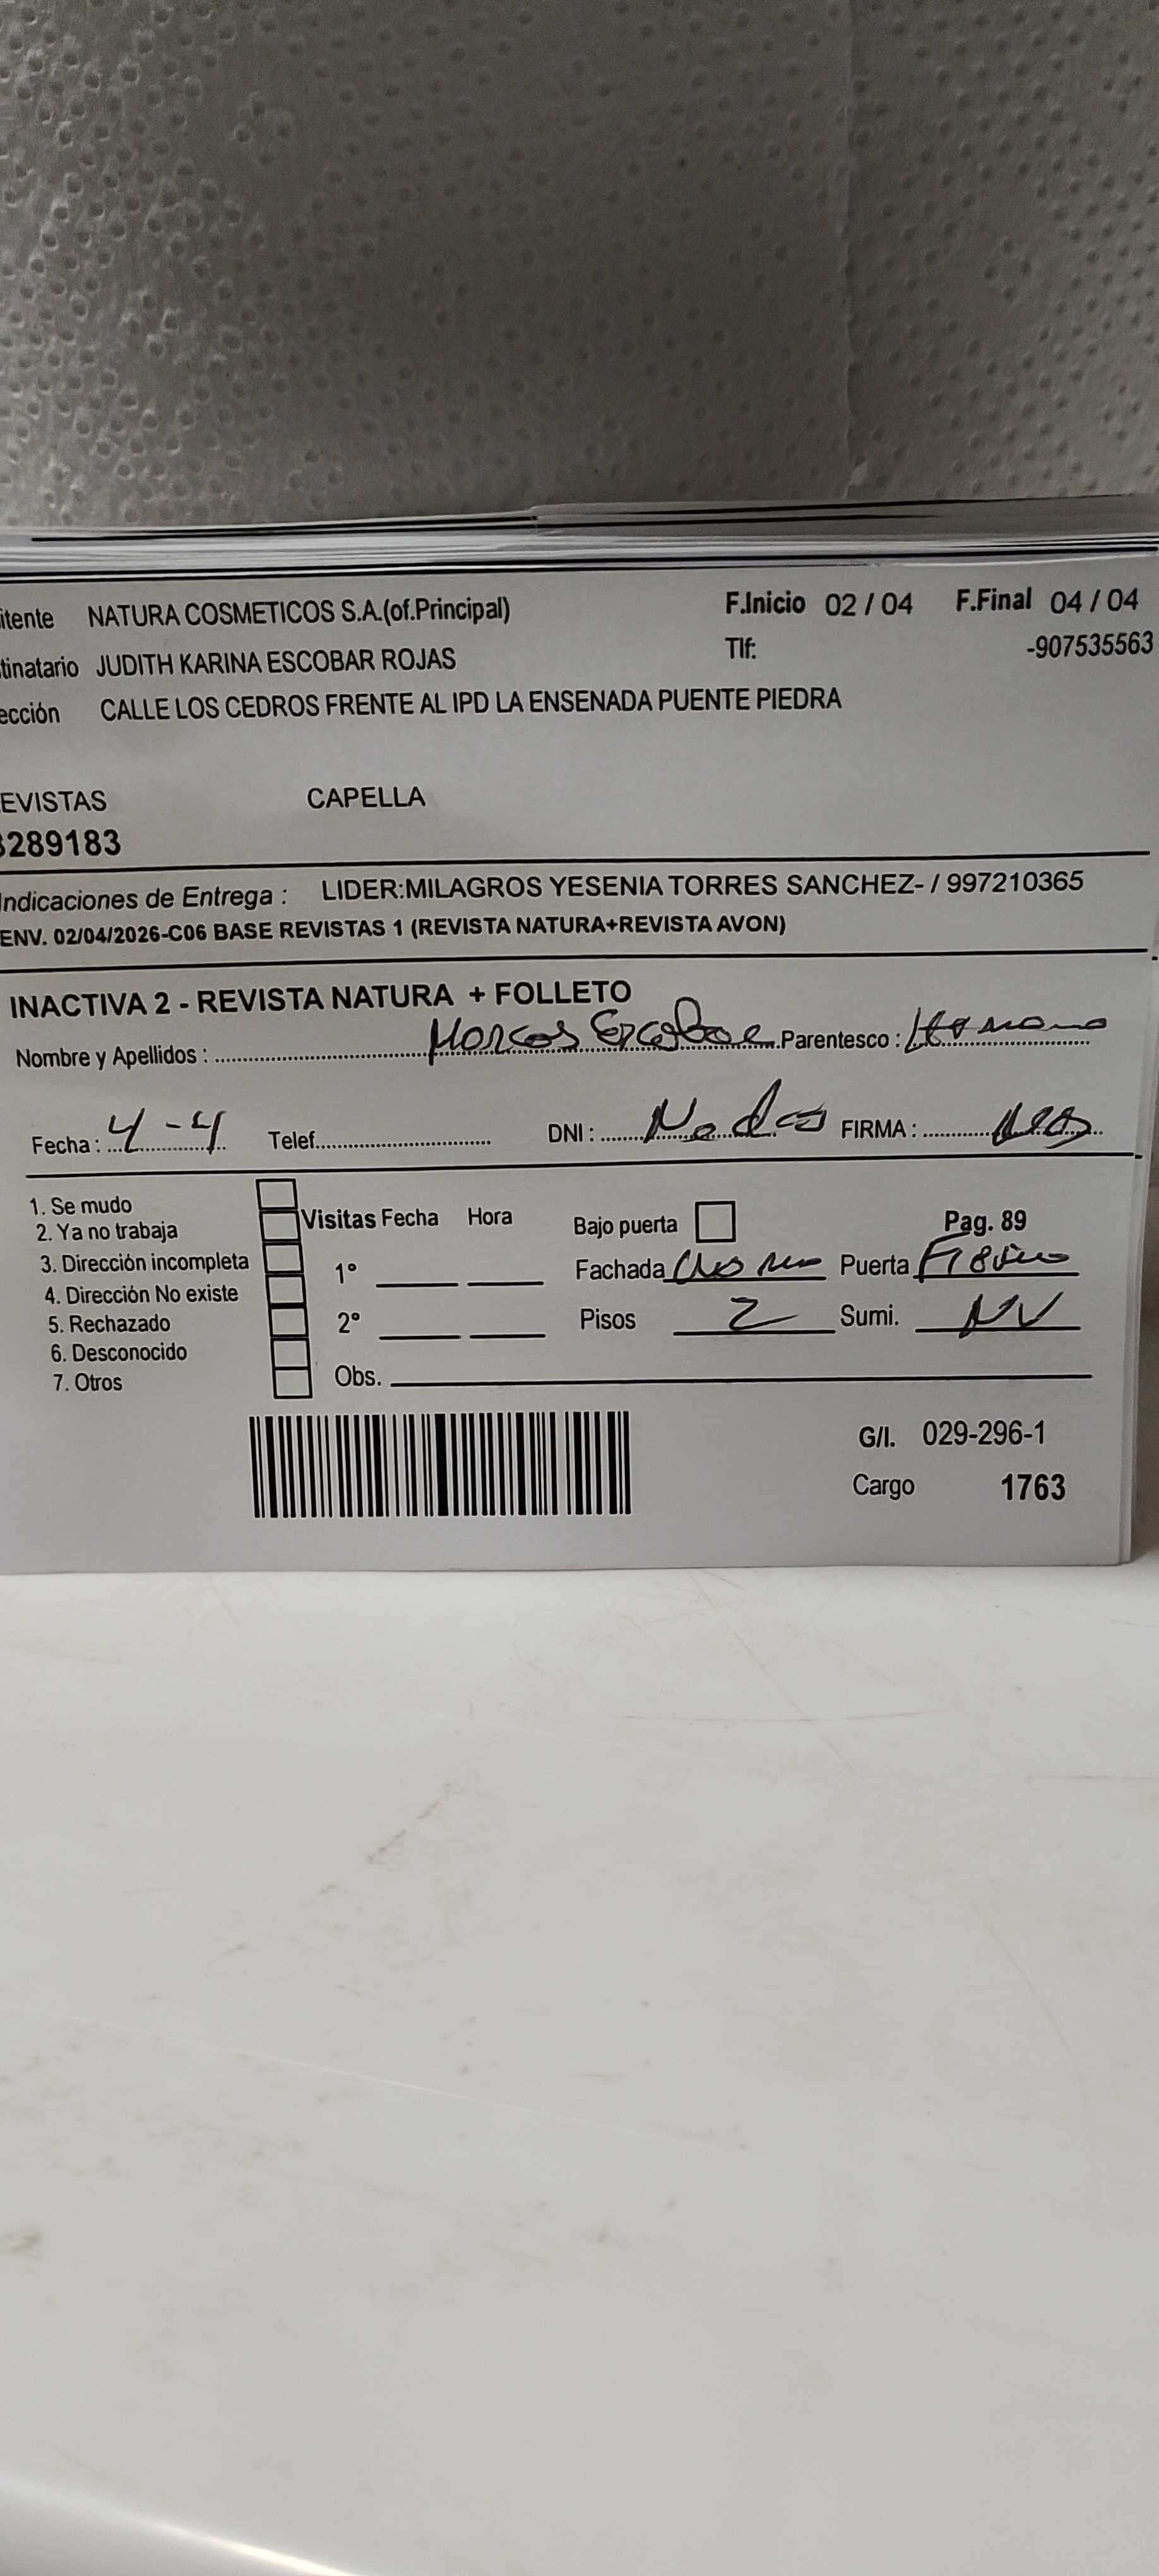 itente NATURA COSMETICOS S.A.(of.Principal) F.Inicio 02 / 04 F.Final 04 / 04
tinatario JUDITH KARINA ESCOBAR ROJAS Tlf: -907535563
ección CALLE LOS CEDROS FRENTE AL IPD LA ENSENADA PUENTE PIEDRA
EVISTAS CAPELLA
289183
Indicaciones de Entrega : LIDER:MILAGROS YESENIA TORRES SANCHEZ- / 997210365
ENV. 02/04/2026-C06 BASE REVISTAS 1 (REVISTA NATURA+REVISTA AVON)
INACTIVA 2 - REVISTA NATURA + FOLLETO
Nombre y Apellidos : Marcos Escobar Parentesco : Hermano
Fecha : 4-4 Telef. DNI : FIRMA :
1. Se mudo
2. Ya no trabaja
3. Dirección incompleta
4. Dirección No existe
5. Rechazado
6. Desconocido
7. Otros
Visitas Fecha Hora
1°
2°
Obs.
Bajo puerta Pag. 89
Fachada Puerta
Pisos 2 Sumi. NV
G/I. 029-296-1
Cargo 1763